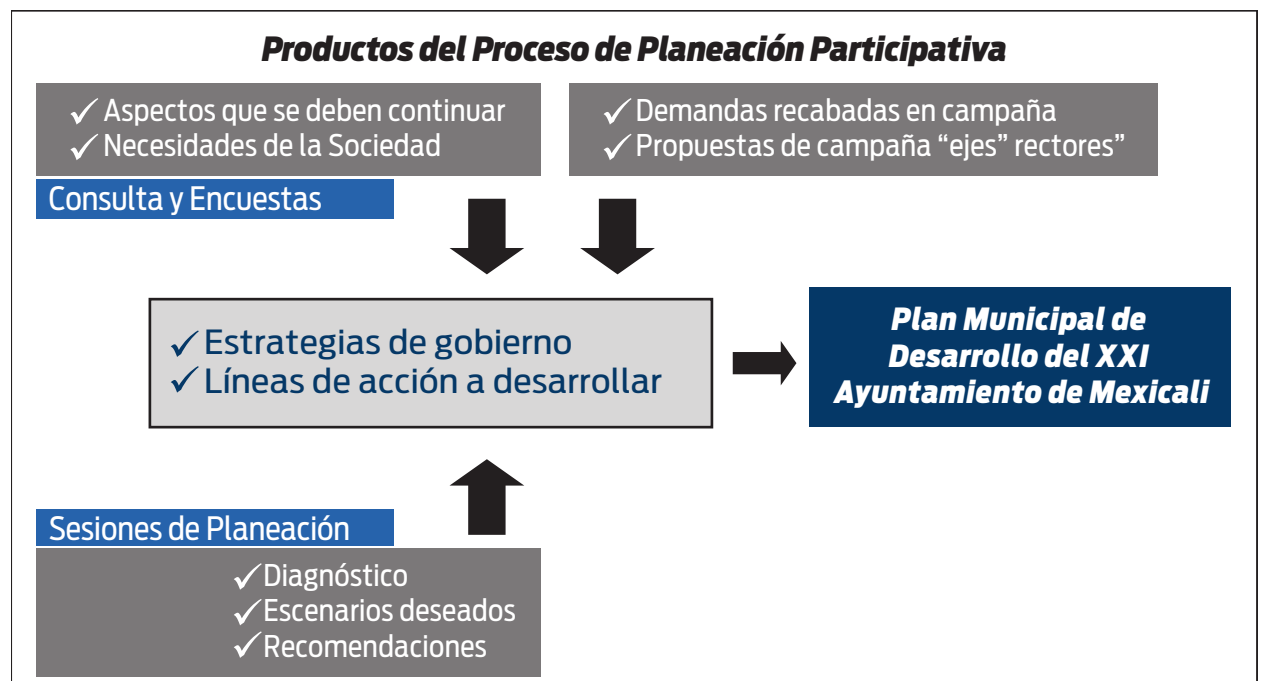 Productos del Proceso de Planeación Participativa
✓ Aspectos que se deben continuar
✓ Necesidades de la Sociedad
Consulta y Encuestas
✓ Demandas recabadas en campaña
✓ Propuestas de campaña “ejes” rectores”
✓ Estrategias de gobierno
✓ Líneas de acción a desarrollar
Plan Municipal de
Desarrollo del XXI
Ayuntamiento de Mexicali
Sesiones de Planeación
✓ Diagnóstico
✓ Escenarios deseados
✓ Recomendaciones